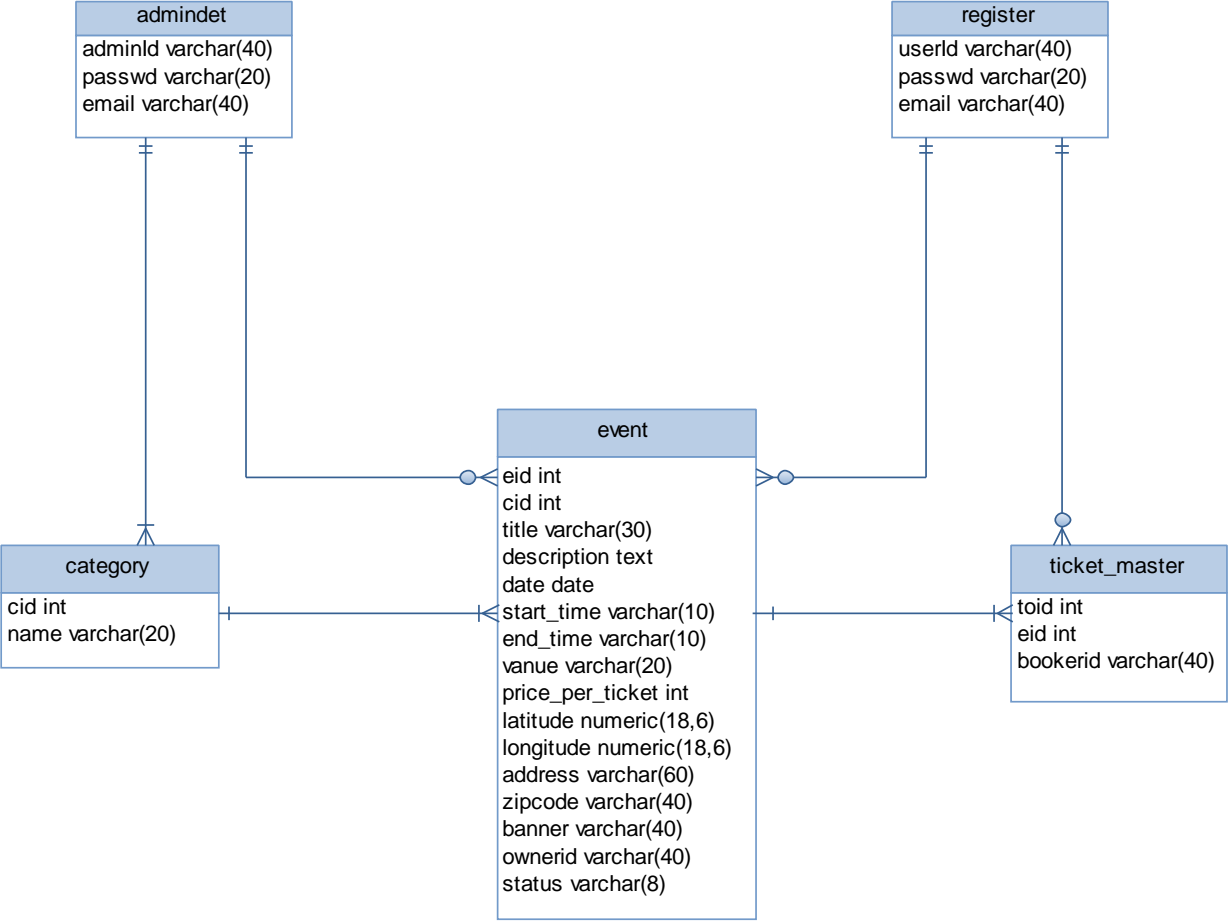 admindet
adminId varchar(40)
passwd varchar(20)
email varchar(40)
register
userId varchar(40)
passwd varchar(20)
email varchar(40)
event
eid int
cid int
title varchar(30)
description text
date date
start_time varchar(10)
end_time varchar(10)
vanue varchar(20)
price_per_ticket int
latitude numeric(18,6)
longitude numeric(18,6)
address varchar(60)
zipcode varchar(40)
banner varchar(40)
ownerid varchar(40)
status varchar(8)
category
cid int
name varchar(20)
ticket_master
toid int
eid int
bookerid varchar(40)